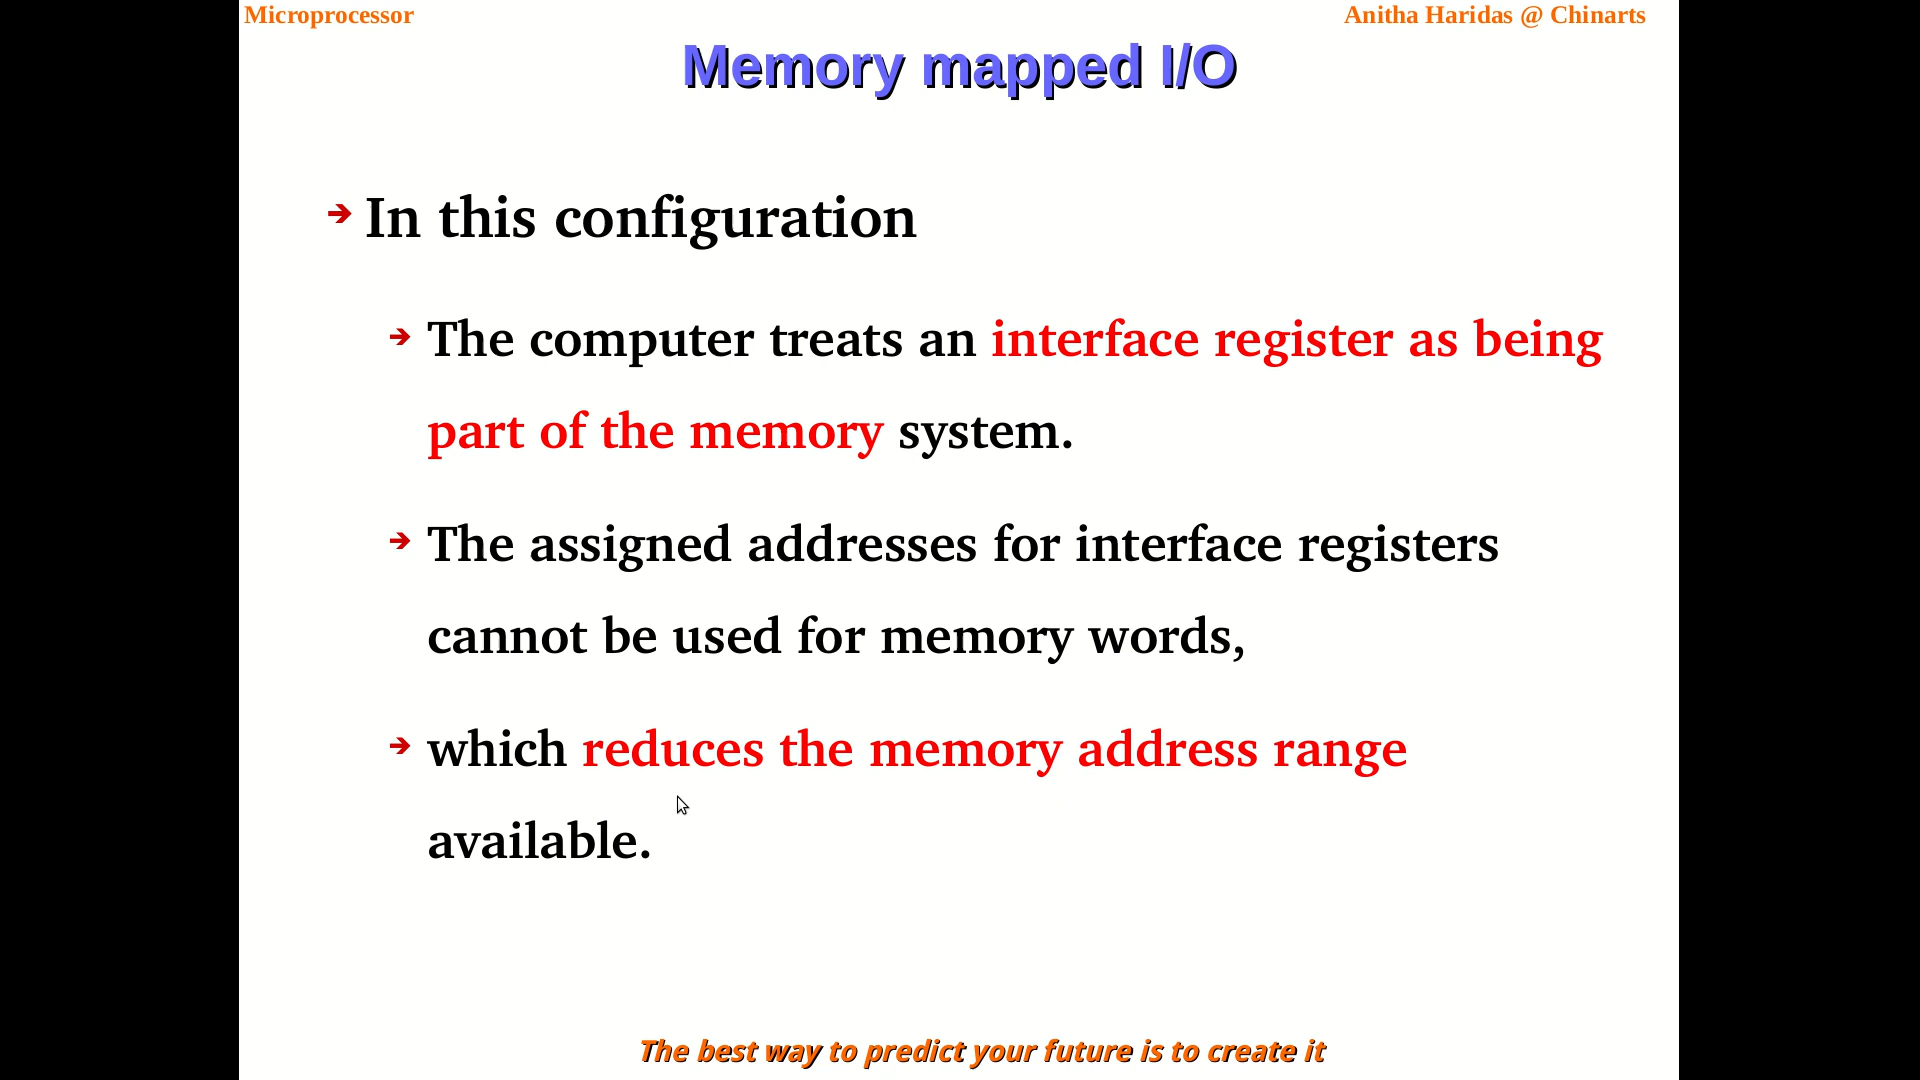 Microprocessor
Anitha Haridas @ Chinarts
Memory mapped I/O
➔ In this configuration
➔ The computer treats an interface register as being
part of the memory system.
➔ The assigned addresses for interface registers
cannot be used for memory words,
➔ which reduces the memory address range
available.
The best way to predict your future is to create it